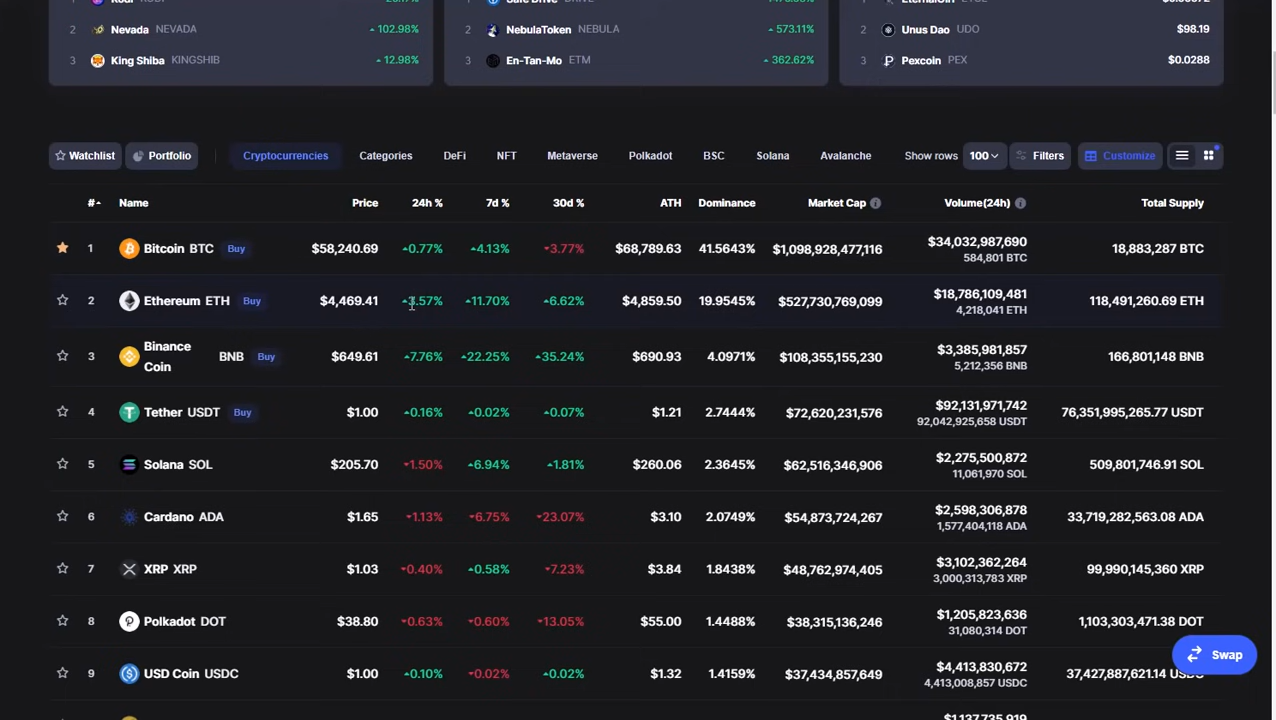 2 Nevada NEVADA 102.98%
2 NebulaToken NEBULA 573.11%
2 Unus Dao UDO $98.19
3 King Shiba KINGSHIB 12.98%
3 En-Tan-Mo ETM 362.62%
3 Pexcoin PEX $0.0288
Watchlist Portfolio Cryptocurrencies Categories DeFi NFT Metaverse Polkadot BSC Solana Avalanche Show rows 100 Filters Customize
# Name Price 24h % 7d % 30d % ATH Dominance Market Cap Volume(24h) Total Supply
1 Bitcoin BTC Buy $58,240.69 0.77% 4.13% 3.77% $68,789.63 41.5643% $1,098,928,477,116 $34,032,987,690 18,883,287 BTC
584,801 BTC
2 Ethereum ETH Buy $4,469.41 3.57% 11.70% 6.62% $4,859.50 19.9545% $527,730,769,099 $18,786,109,481 118,491,260.69 ETH
4,218,041 ETH
3 Binance Coin BNB Buy $649.61 7.76% 22.25% 35.24% $690.93 4.0971% $108,355,155,230 $3,385,981,857 166,801,148 BNB
5,212,356 BNB
4 Tether USDT Buy $1.00 0.16% 0.02% 0.07% $1.21 2.7444% $72,620,231,576 $92,131,971,742 76,351,995,265.77 USDT
92,042,925,658 USDT
5 Solana SOL $205.70 1.50% 6.94% 1.81% $260.06 2.3645% $62,516,346,906 $2,275,500,872 509,801,746.91 SOL
11,061,970 SOL
6 Cardano ADA $1.65 1.13% 6.75% 23.07% $3.10 2.0749% $54,873,724,267 $2,598,306,878 33,719,282,563.08 ADA
1,577,404,118 ADA
7 XRP XRP $1.03 0.40% 0.58% 7.23% $3.84 1.8438% $48,762,974,405 $3,102,362,264 99,990,145,360 XRP
3,000,313,783 XRP
8 Polkadot DOT $38.80 0.63% 0.60% 13.05% $55.00 1.4488% $38,315,136,246 $1,205,823,636 1,103,303,471.38 DOT
31,080,314 DOT
Swap
9 USD Coin USDC $1.00 0.10% 0.02% 0.02% $1.32 1.4159% $37,434,857,649 $4,413,830,672 37,427,887,621.14 USDC
4,413,008,857 USDC